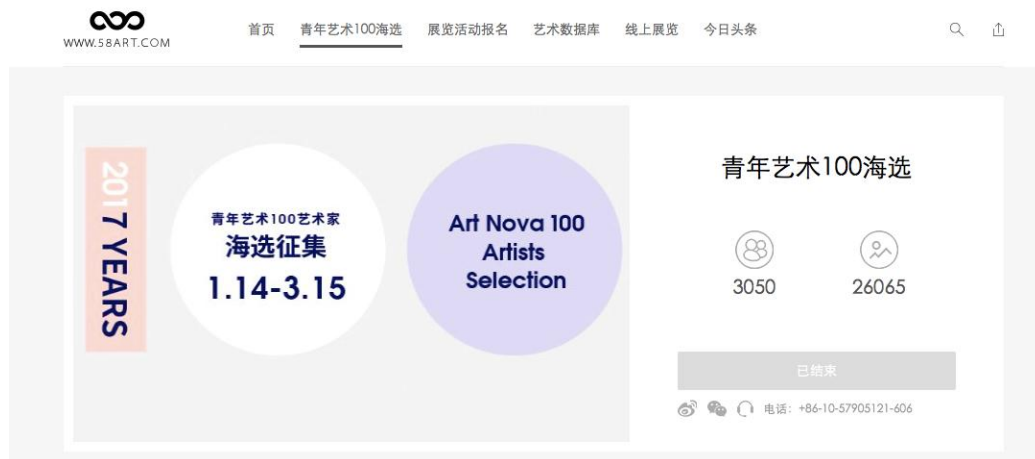 WWW.58ART.COM
首页 青年艺术100海选 展览活动报名 艺术数据库 线上展览 今日头条
2017 YEARS
青年艺术100艺术家
海选征集
1.14-3.15
Art Nova 100
Artists
Selection
青年艺术100海选
3050 26065
已结束
电话：+86-10-57905121-606